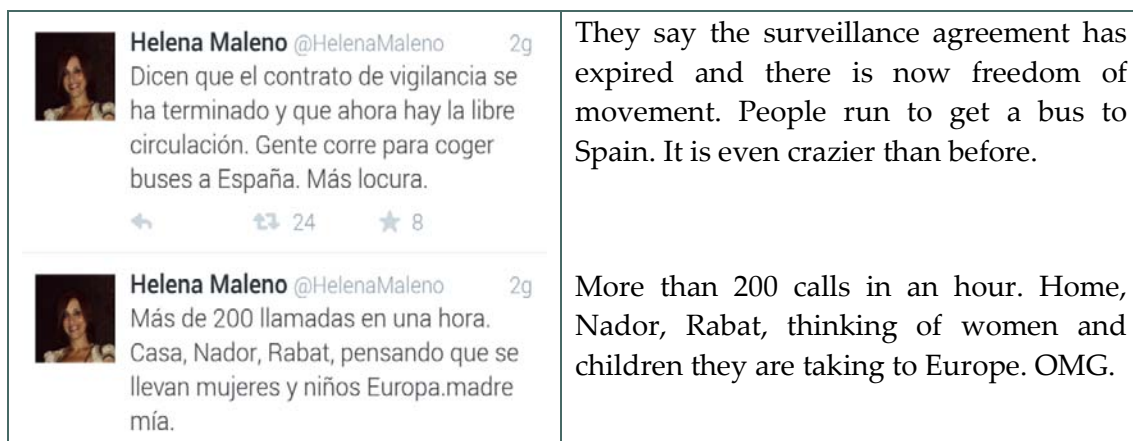 Helena Maleno @HelenaMaleno 2g
Dicen que el contrato de vigilancia se
ha terminado y que ahora hay la libre
circulación. Gente corre para coger
buses a España. Más locura.
24 8
They say the surveillance agreement has
expired and there is now freedom of
movement. People run to get a bus to
Spain. It is even crazier than before.
Helena Maleno @HelenaMaleno 2g
Más de 200 llamadas en una hora.
Casa, Nador, Rabat, pensando que se
llevan mujeres y niños Europa.madre
mía.
More than 200 calls in an hour. Home,
Nador, Rabat, thinking of women and
children they are taking to Europe. OMG.